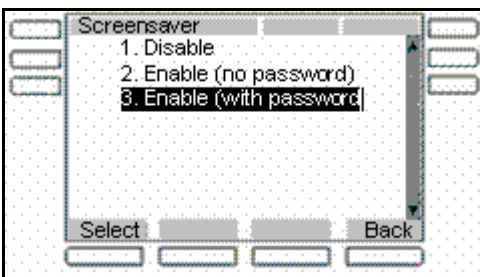 Screensaver
1. Disable
2. Enable (no password)
3. Enable (with password
Select Back